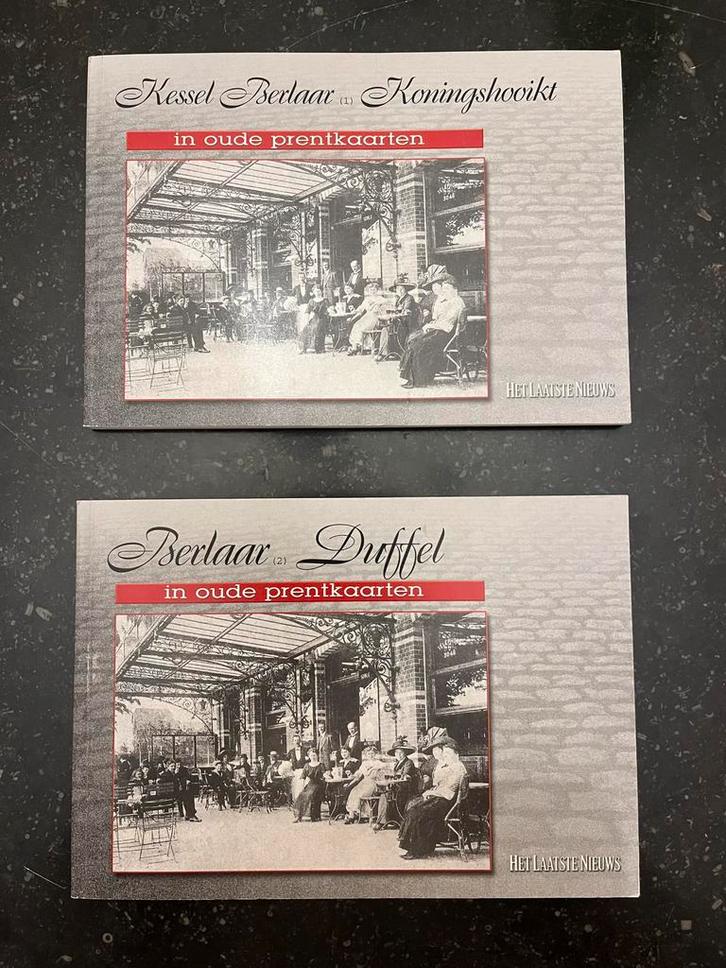 Kessel Berlaar (1) Koningshooikt
in oude prentkaarten
HET LAATSTE NIEUWS
Berlaar (2) Duffel
in oude prentkaarten
HET LAATSTE NIEUWS